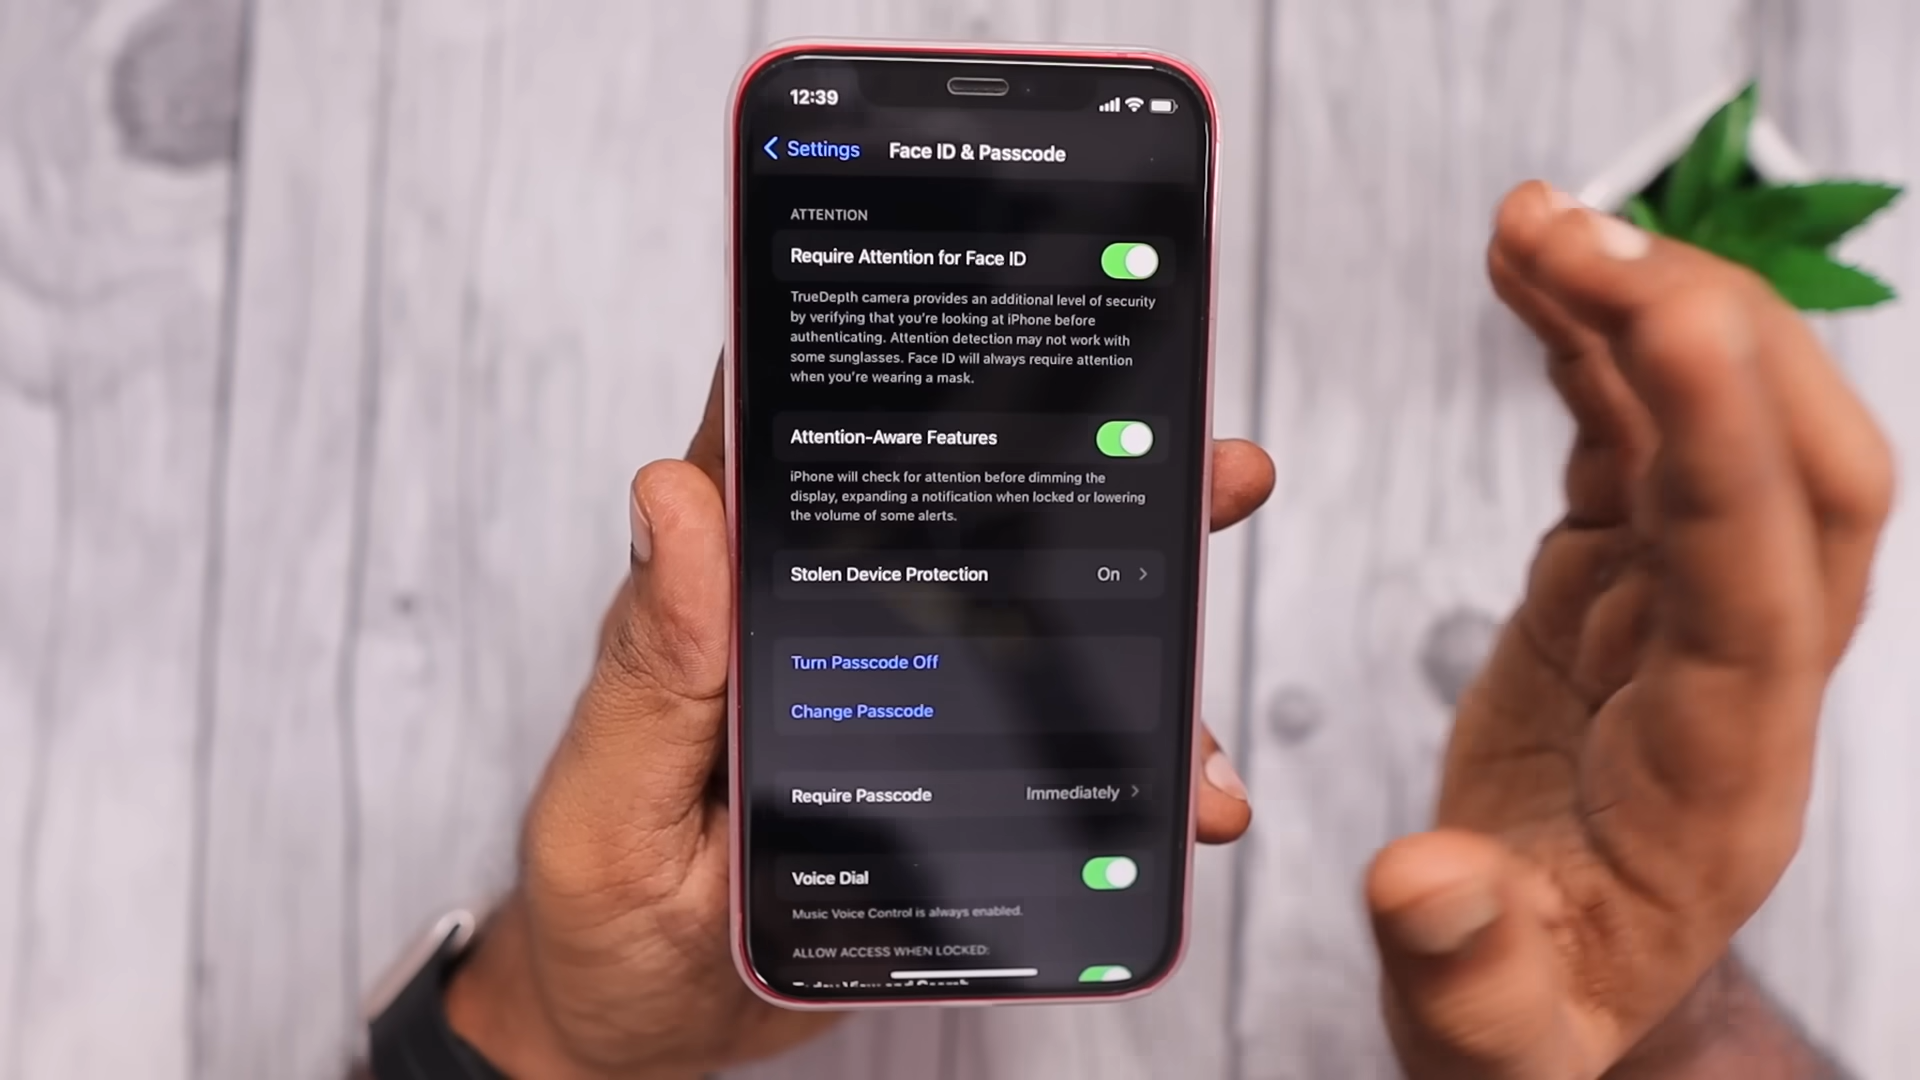 12:39
Settings
Face ID & Passcode
ATTENTION
Require Attention for Face ID
TrueDepth camera provides an additional level of security
by verifying that you're looking at iPhone before
authenticating. Attention detection may not work with
some sunglasses. Face ID will always require attention
when you're wearing a mask.
Attention-Aware Features
iPhone will check for attention before dimming the
display, expanding a notification when locked or lowering
the volume of some alerts.
Stolen Device Protection On
Turn Passcode Off
Change Passcode
Require Passcode Immediately
Voice Dial
Music Voice Control is always enabled.
ALLOW ACCESS WHEN LOCKED:
Today View and Search